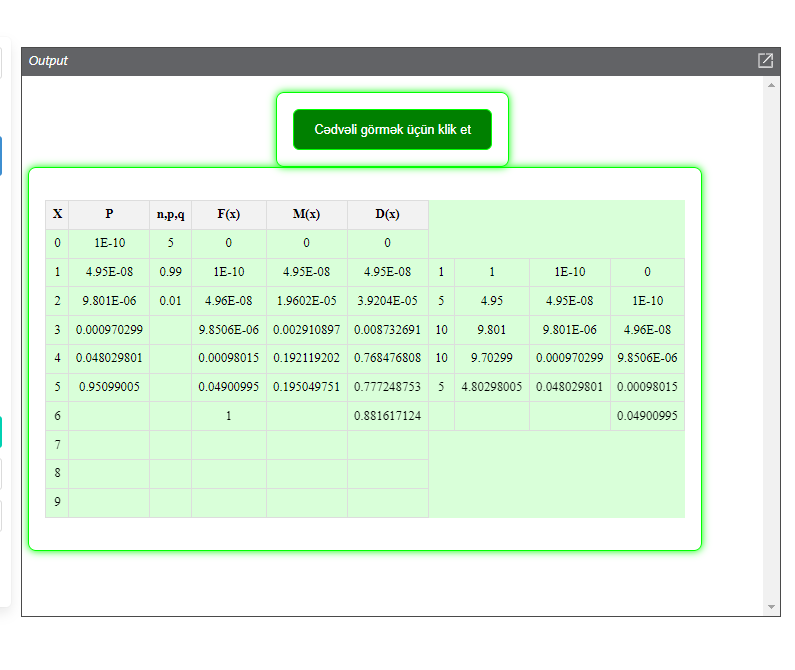 Output
Cədvəli görmək üçün klik et
X P n,p,q F(x) M(x) D(x)
0 1E-10 5 0 0 0
1 4.95E-08 0.99 1E-10 4.95E-08 4.95E-08 1 1 1E-10 0
2 9.801E-06 0.01 4.96E-08 1.9602E-05 3.9204E-05 5 4.95 4.95E-08 1E-10
3 0.000970299 9.8506E-06 0.002910897 0.008732691 10 9.801 9.801E-06 4.96E-08
4 0.048029801 0.00098015 0.192119202 0.768476808 10 9.70299 0.000970299 9.8506E-06
5 0.95099005 0.04900995 0.195049751 0.777248753 5 4.80298005 0.048029801 0.00098015
6 1 0.881617124 0.04900995
7
8
9